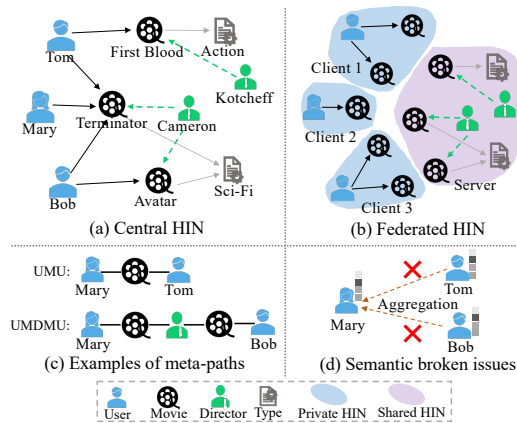 Tom
First Blood
Action
Kotcheff
Mary
Terminator
Cameron
Bob
Avatar
Sci-Fi
(a) Central HIN
Client 1
Client 2
Client 3
Server
(b) Federated HIN
UMU:
Mary
Tom
UMDMU:
Mary
Bob
(c) Examples of meta-paths
Tom
Aggregation
Mary
Bob
(d) Semantic broken issues
User Movie Director Type Private HIN Shared HIN